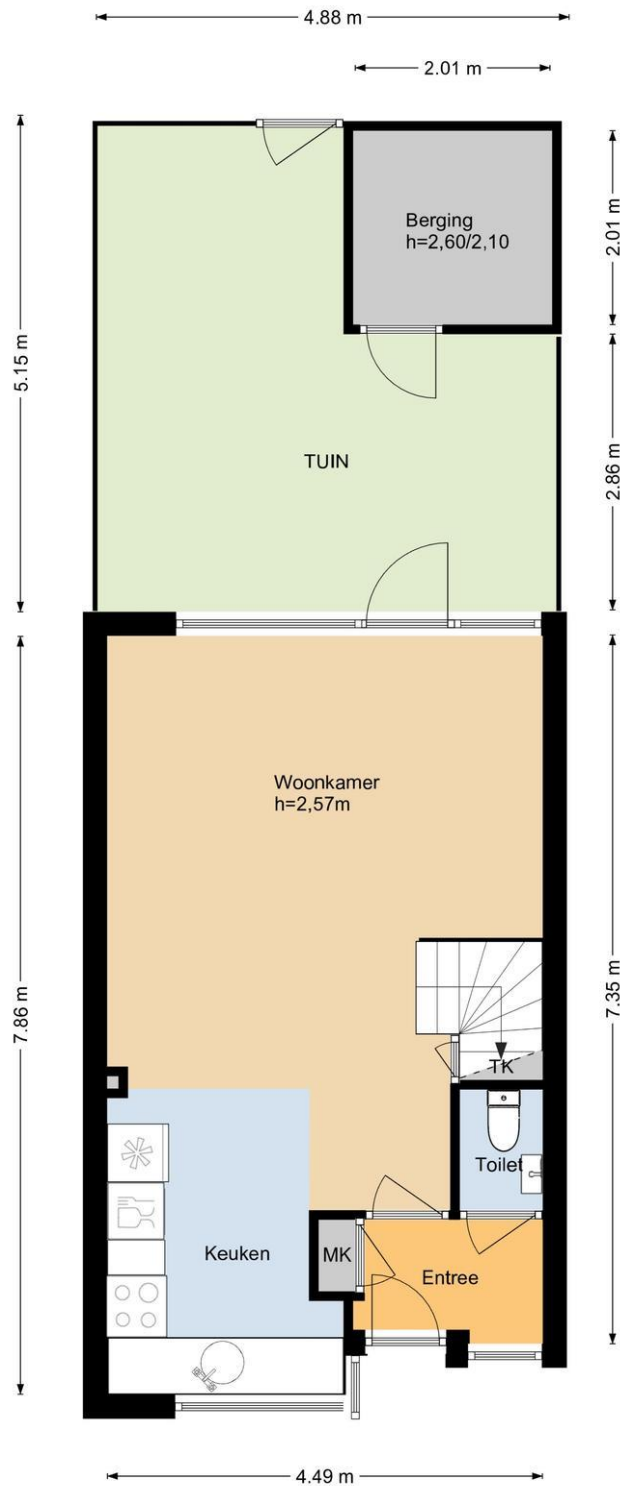 4.88 m
2.01 m
5.15 m
Berging
h=2,60/2,10
2.01 m
TUIN
2.86 m
Woonkamer
h=2,57m
7.86 m
7.35 m
TK
Toilet
Keuken
MK
Entree
4.49 m